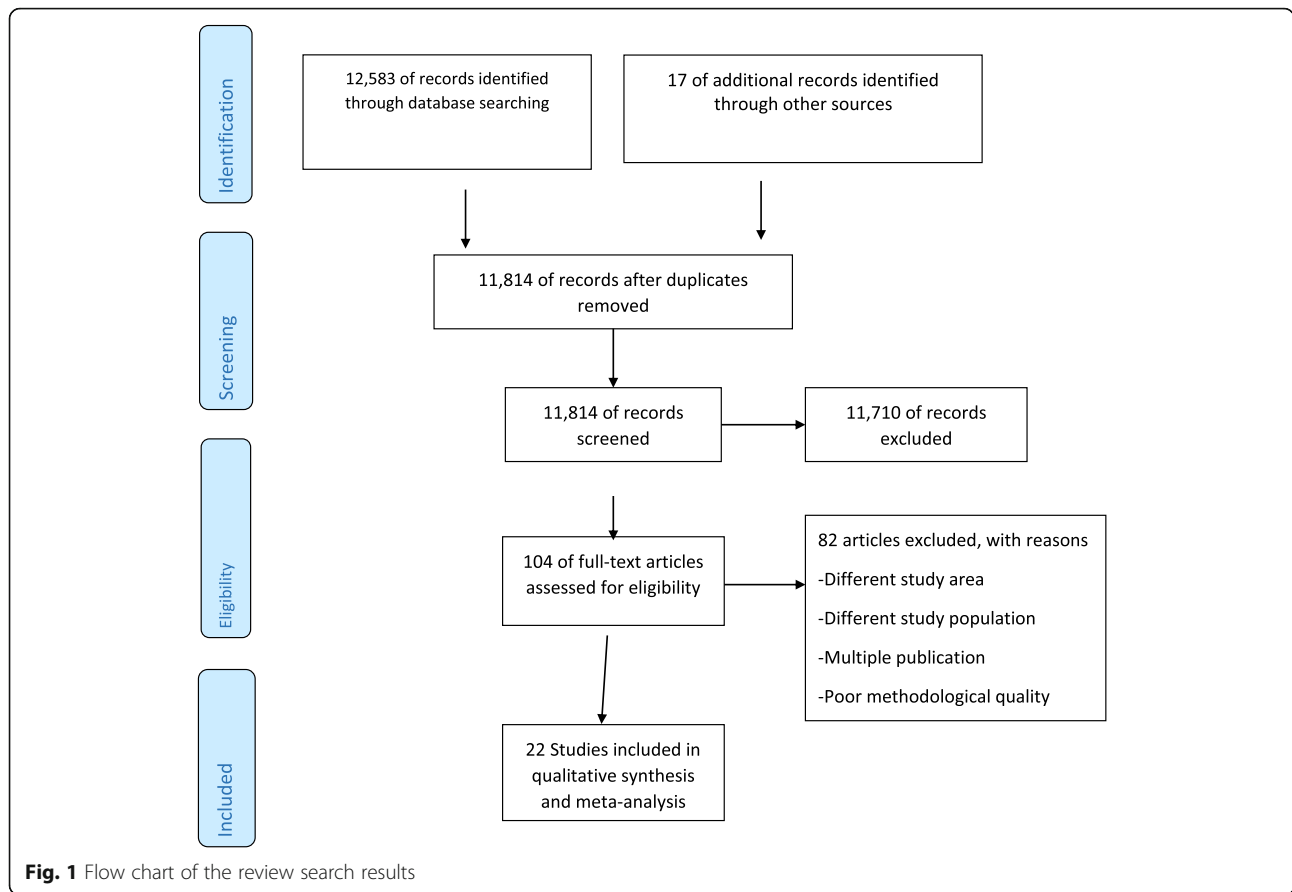 Identification
12,583 of records identified
through database searching
17 of additional records identified
through other sources
Screening
11,814 of records after duplicates
removed
11,814 of records
screened
11,710 of records
excluded
Eligibility
104 of full-text articles
assessed for eligibility
82 articles excluded, with reasons
-Different study area
-Different study population
-Multiple publication
-Poor methodological quality
Included
22 Studies included in
qualitative synthesis
and meta-analysis
Fig. 1 Flow chart of the review search results